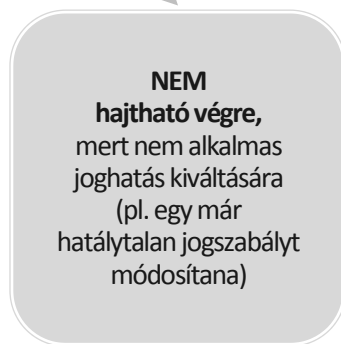 NEM
hajtható végre,
mert nem alkalmas
joghatás kiváltására
(pl. egy már
hatálytalan jogszabályt
módosítana)